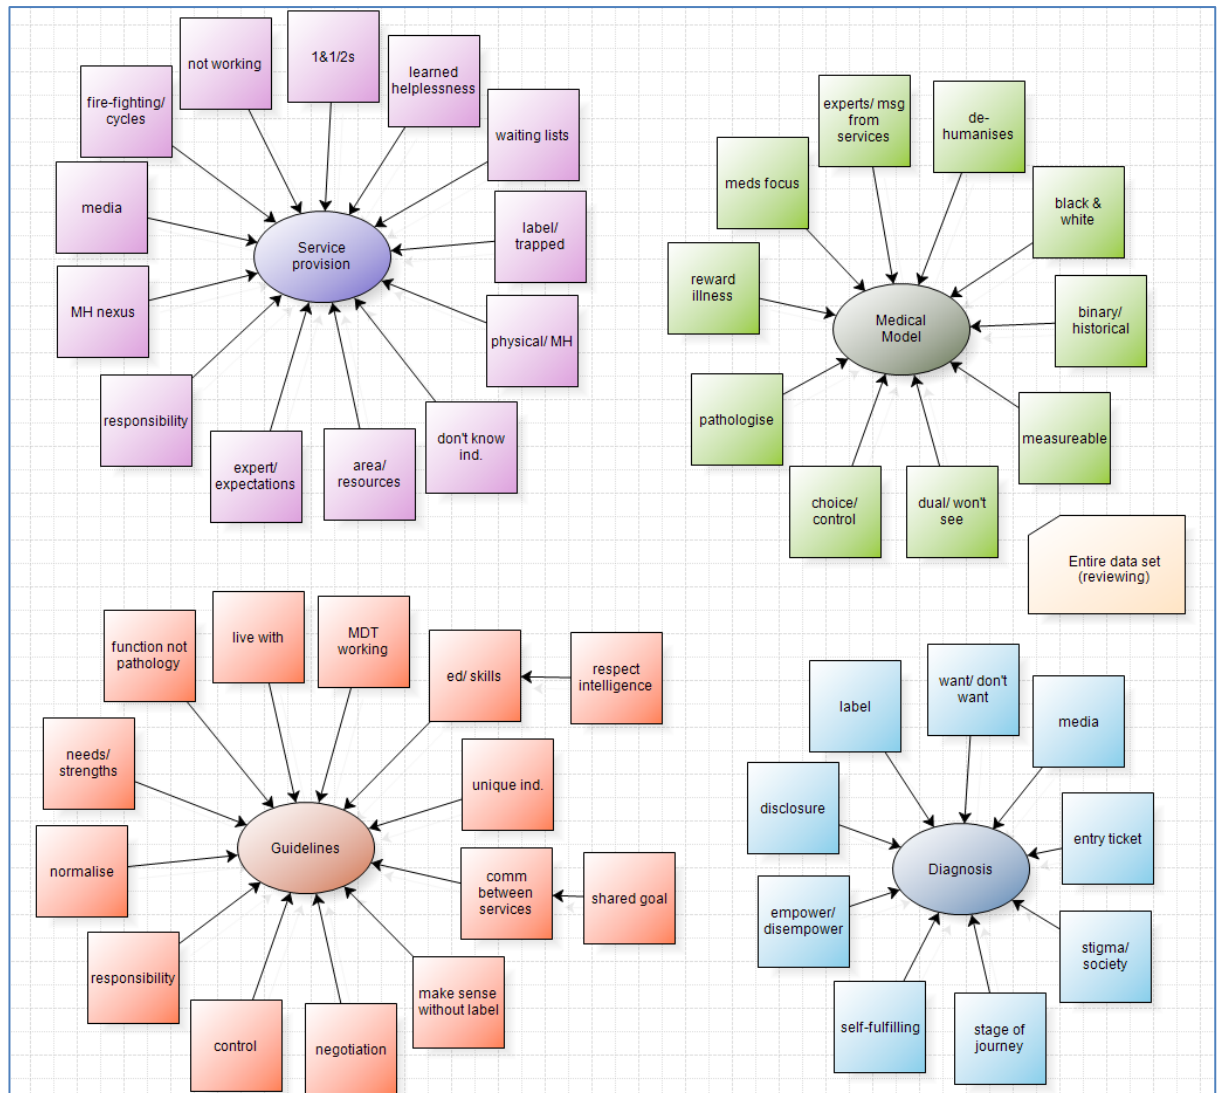 not working
1&1/2s
learned
helplessness
fire-fighting/
cycles
waiting lists
media
label/
trapped
Service
provision
MH nexus
physical/ MH
responsibility
don't know
ind.
expert/
expectations
area/
resources
experts/ msg
from
services
de-
humanises
meds focus
black &
white
reward
illness
binary/
historical
Medical
Model
pathologise
measureable
choice/
control
dual/ won't
see
Entire data set
(reviewing)
function not
pathology
live with
MDT
working
ed/ skills
respect
intelligence
needs/
strengths
unique ind.
Guidelines
normalise
comm
between
services
shared goal
responsibility
make sense
without label
control
negotiation
label
want/ don't
want
media
disclosure
entry ticket
Diagnosis
empower/
disempower
stigma/
society
self-fulfilling
stage of
journey